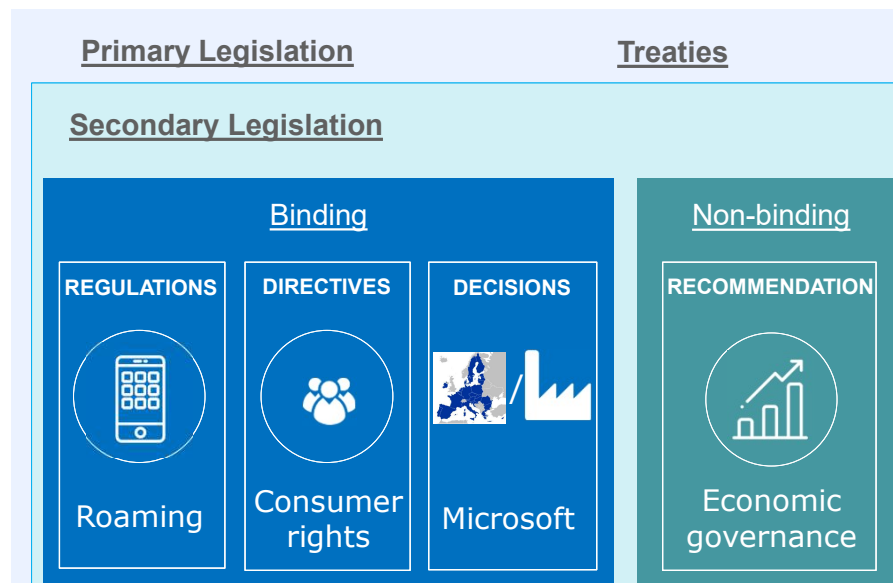 Primary Legislation
Treaties
Secondary Legislation
Binding
Non-binding
REGULATIONS
DIRECTIVES
DECISIONS
RECOMMENDATION
/
Roaming
Consumer
rights
Microsoft
Economic
governance